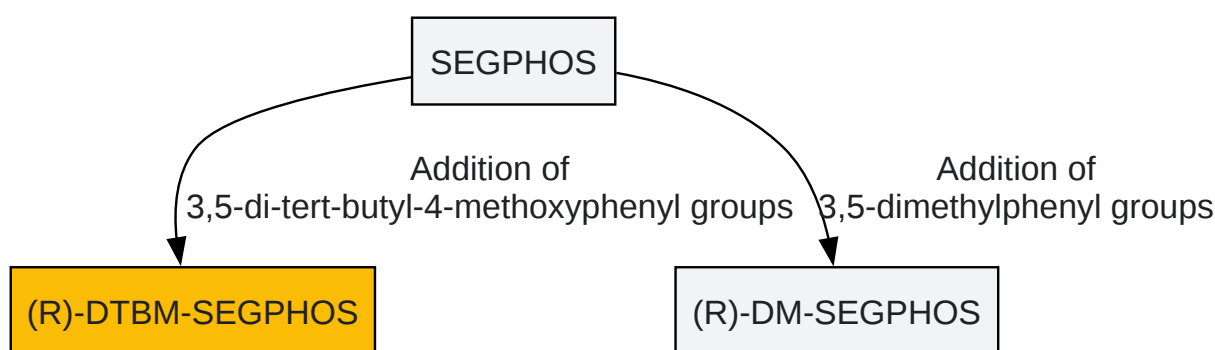 SEGPHOS
Addition of
3,5-di-tert-butyl-4-methoxyphenyl groups
Addition of
3,5-dimethylphenyl groups
(R)-DTBM-SEGPHOS
(R)-DM-SEGPHOS